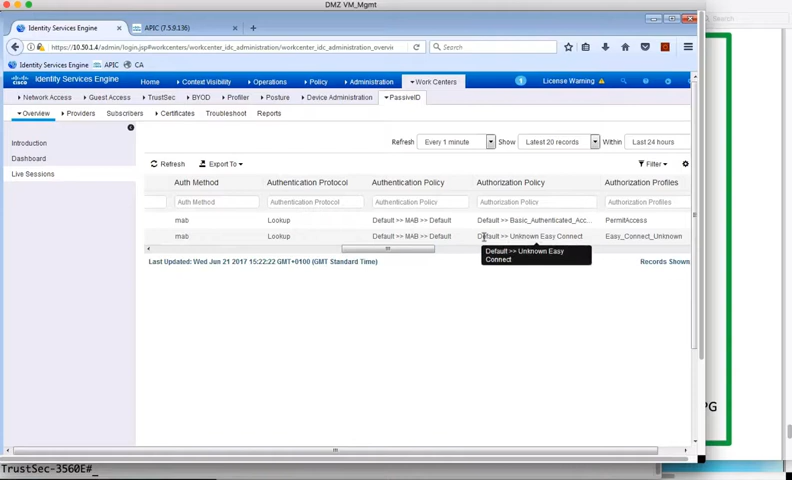 DMZ VM_Mgmt
Identity Services Engine
APIC (7.5.9.136)
https://10.50.1.4/admin/login.jsp#workcenters/workcenter_idc_administration/workcenter_idc_administration_overvie
Search
Search
Identity Services Engine APIC CA
CISCO Identity Services Engine Home Context Visibility Operations Policy Administration Work Centers 1 License Warning
Network Access Guest Access TrustSec BYOD Profiler Posture Device Administration PassiveID
Overview Providers Subscribers Certificates Troubleshoot Reports
Introduction
Dashboard
Live Sessions
Refresh Every 1 minute Show Latest 20 records Within Last 24 hours
Refresh Export To Filter
Auth Method Authentication Protocol Authentication Policy Authorization Policy Authorization Profiles
Auth Method Authentication Protocol Authentication Policy Authorization Policy Authorization Profiles
mab Lookup Default >> MAB >> Default Default >> Basic_Authenticated_Acc... PermitAccess
mab Lookup Default >> MAB >> Default Default >> Unknown Easy Connect Easy_Connect_Unknown
Default >> Unknown Easy
Connect
Last Updated: Wed Jun 21 2017 15:22:22 GMT+0100 (GMT Standard Time) Records Shown
PG
TrustSec-3560E#_